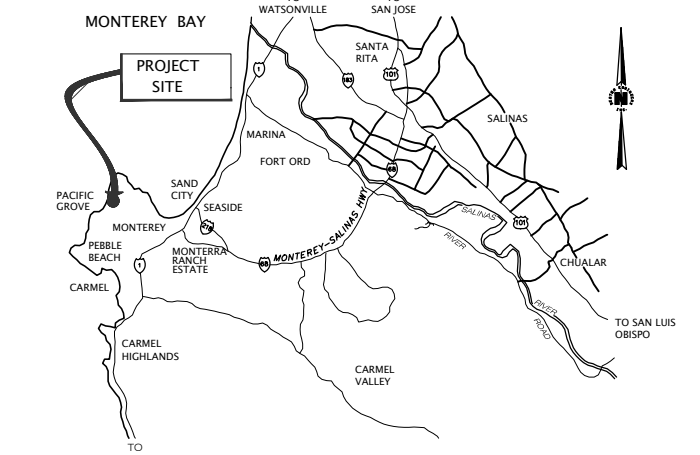 WATSONVILLE
SAN JOSE
MONTEREY BAY
SANTA
RITA
PROJECT
SITE
1
183
101
N
SALINAS
MARINA
FORT ORD
68
PACIFIC
GROVE
SAND
CITY
SEASIDE
218
MONTEREY
MONTEREY-SALINAS HWY
SALINAS
RIVER
101
PEBBLE
BEACH
MONTERRA
RANCH
ESTATE
1
68
CHUALAR
CARMEL
RIVER
ROAD
TO SAN LUIS
OBISPO
CARMEL
HIGHLANDS
CARMEL
VALLEY
TO